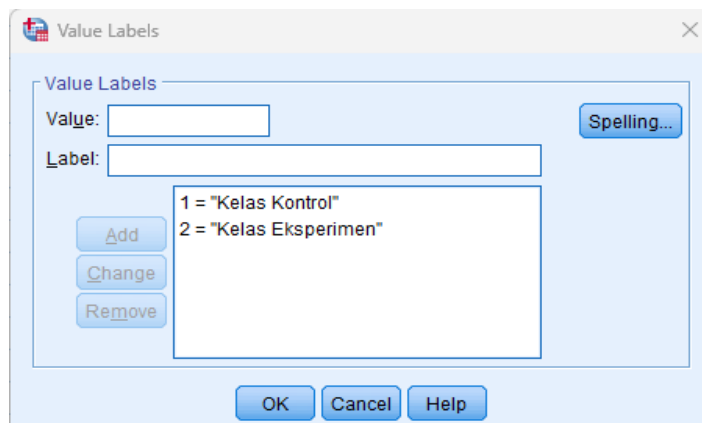 Value Labels
Value Labels
Value:
Spelling...
Label:
1 = "Kelas Kontrol"
2 = "Kelas Eksperimen"
Add
Change
Remove
OK Cancel Help